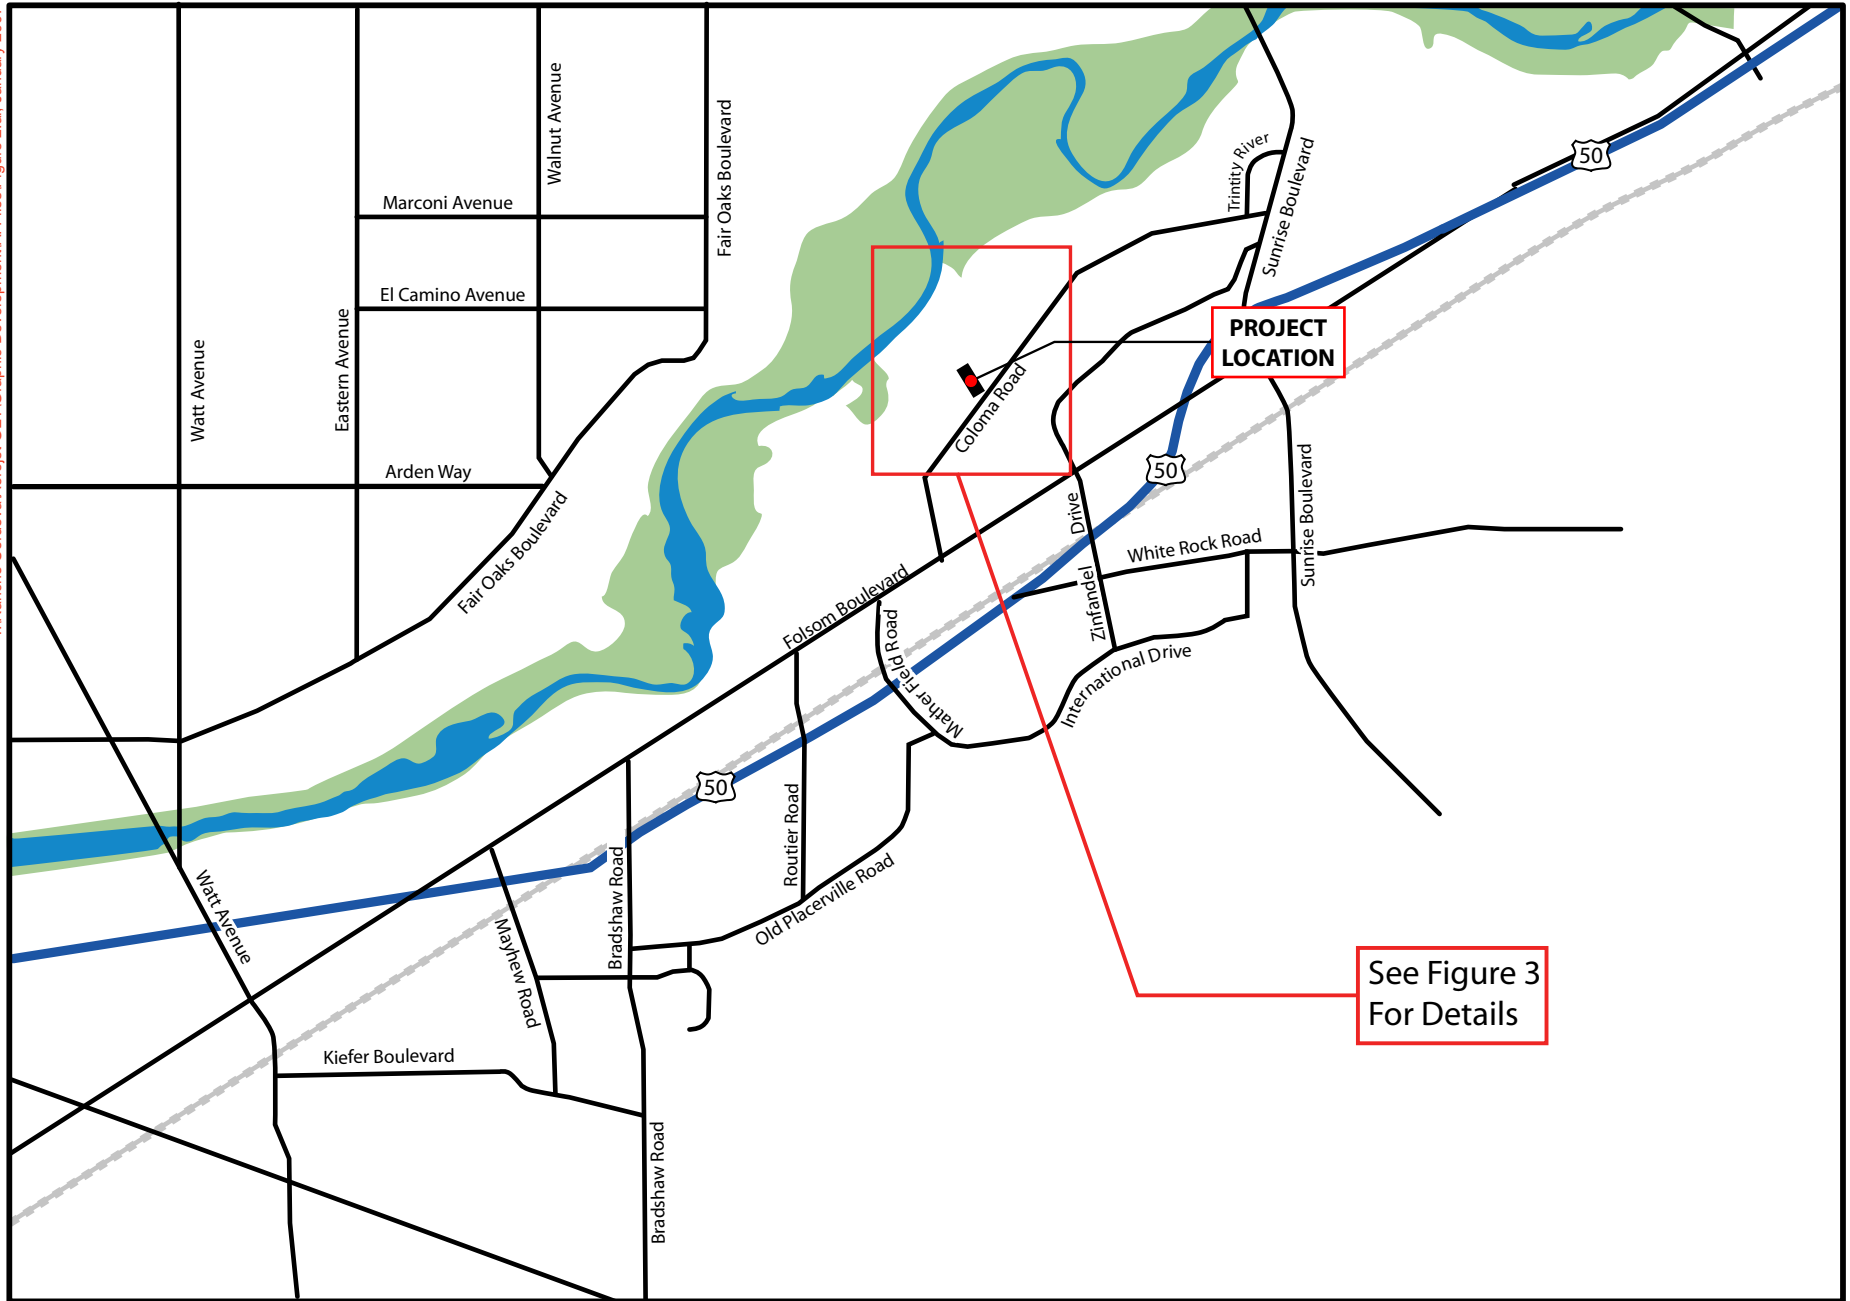 Walnut Avenue
Fair Oaks Boulevard
Marconi Avenue
El Camino Avenue
Eastern Avenue
Watt Avenue
Arden Way
Fair Oaks Boulevard
Trintity River
Sunrise Boulevard
50
PROJECT
LOCATION
Coloma Road
50
Drive
Zinfandel
White Rock Road
Sunrise Boulevard
Folsom Boulevard
Mather Field Road
International Drive
50
Routier Road
Old Placerville Road
Bradshaw Road
Watt Avenue
Mayhew Road
See Figure 3
For Details
Kiefer Boulevard
Bradshaw Road